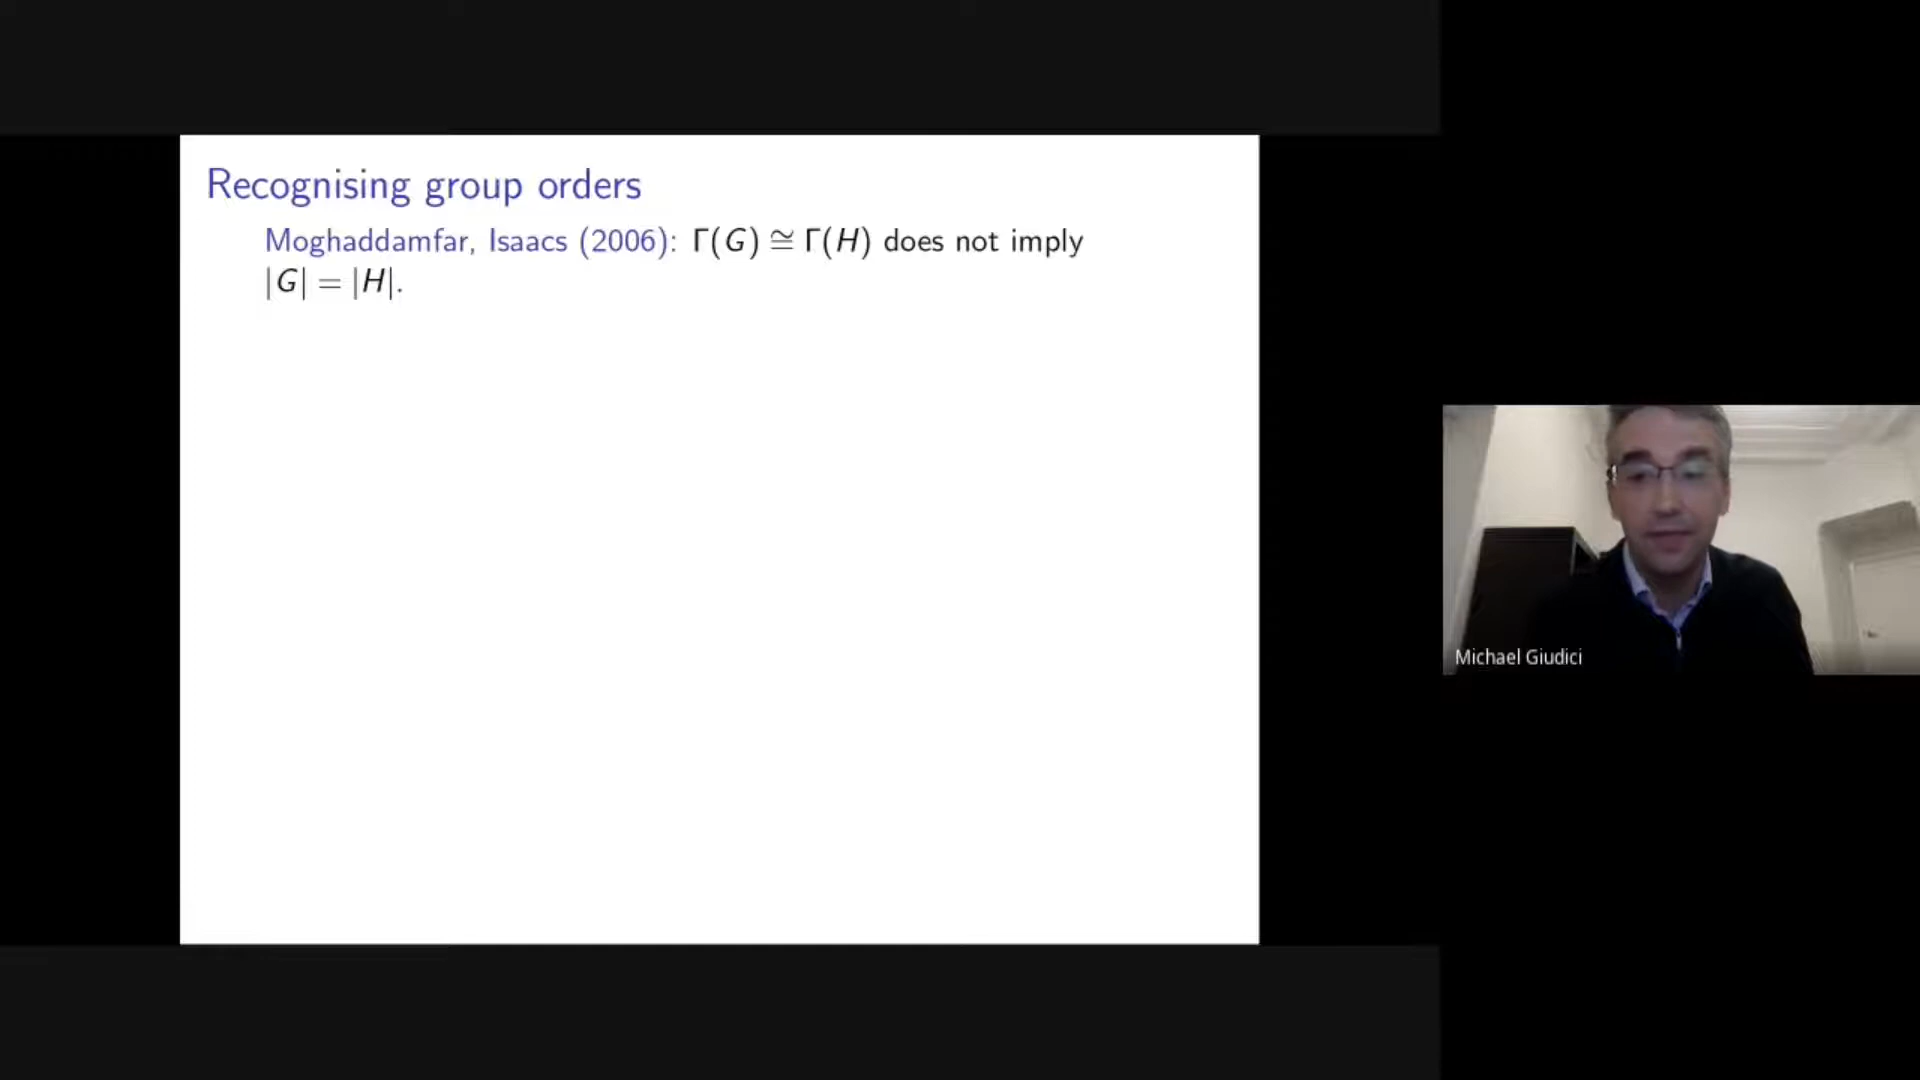 Recognising group orders
Moghaddamfar, Isaacs (2006): Γ(G) ≅ Γ(H) does not imply
|G| = |H|.
Michael Giudici